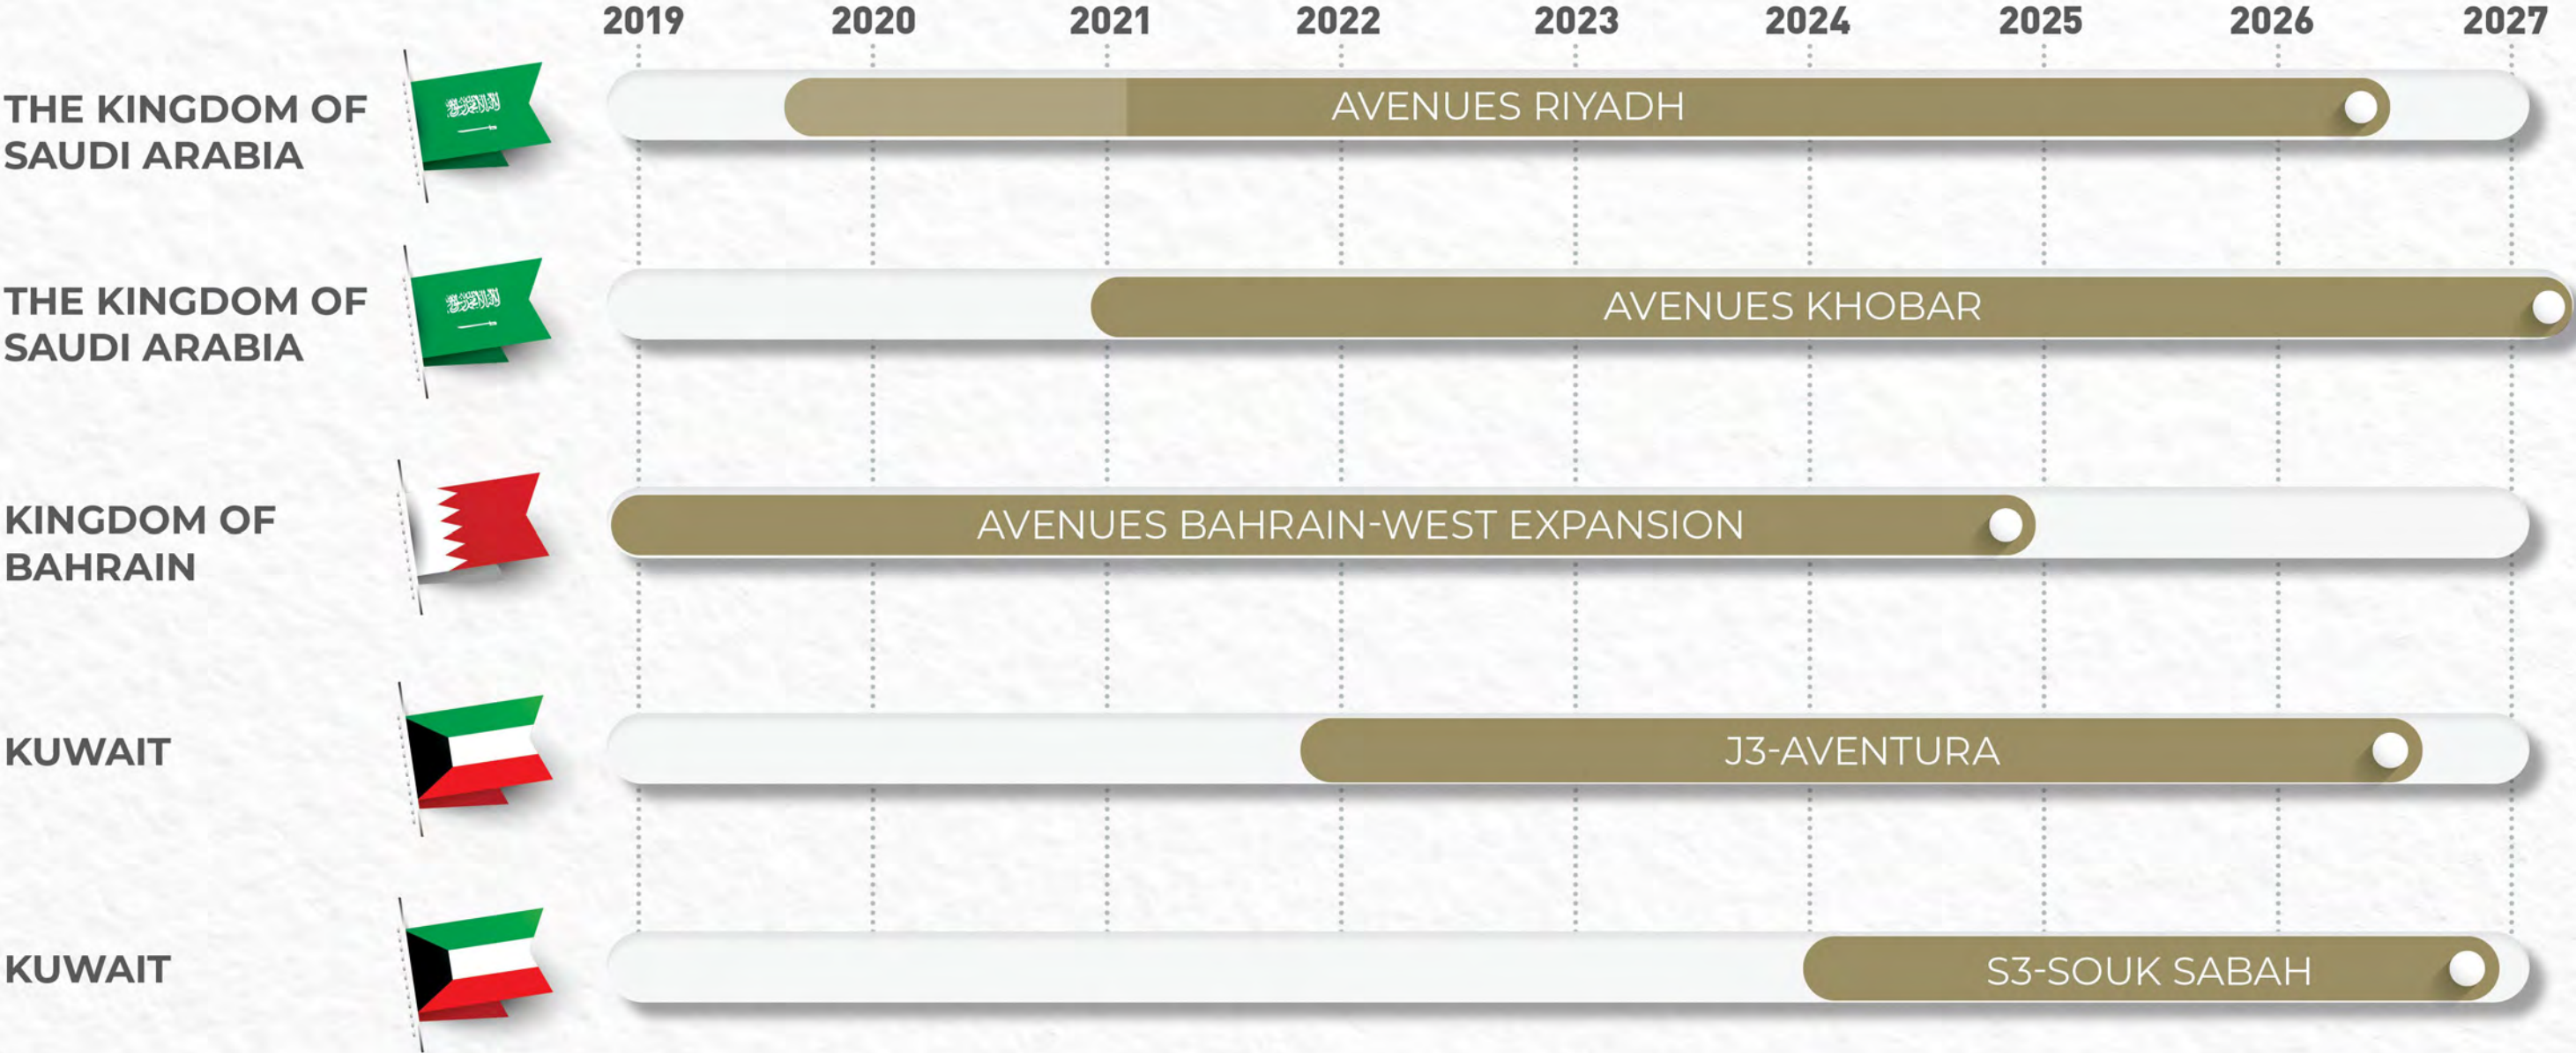 2019 2020 2021 2022 2023 2024 2025 2026 2027
THE KINGDOM OF
SAUDI ARABIA
AVENUES RIYADH
THE KINGDOM OF
SAUDI ARABIA
AVENUES KHOBAR
KINGDOM OF
BAHRAIN
AVENUES BAHRAIN-WEST EXPANSION
KUWAIT
J3-AVENTURA
KUWAIT
S3-SOUK SABAH